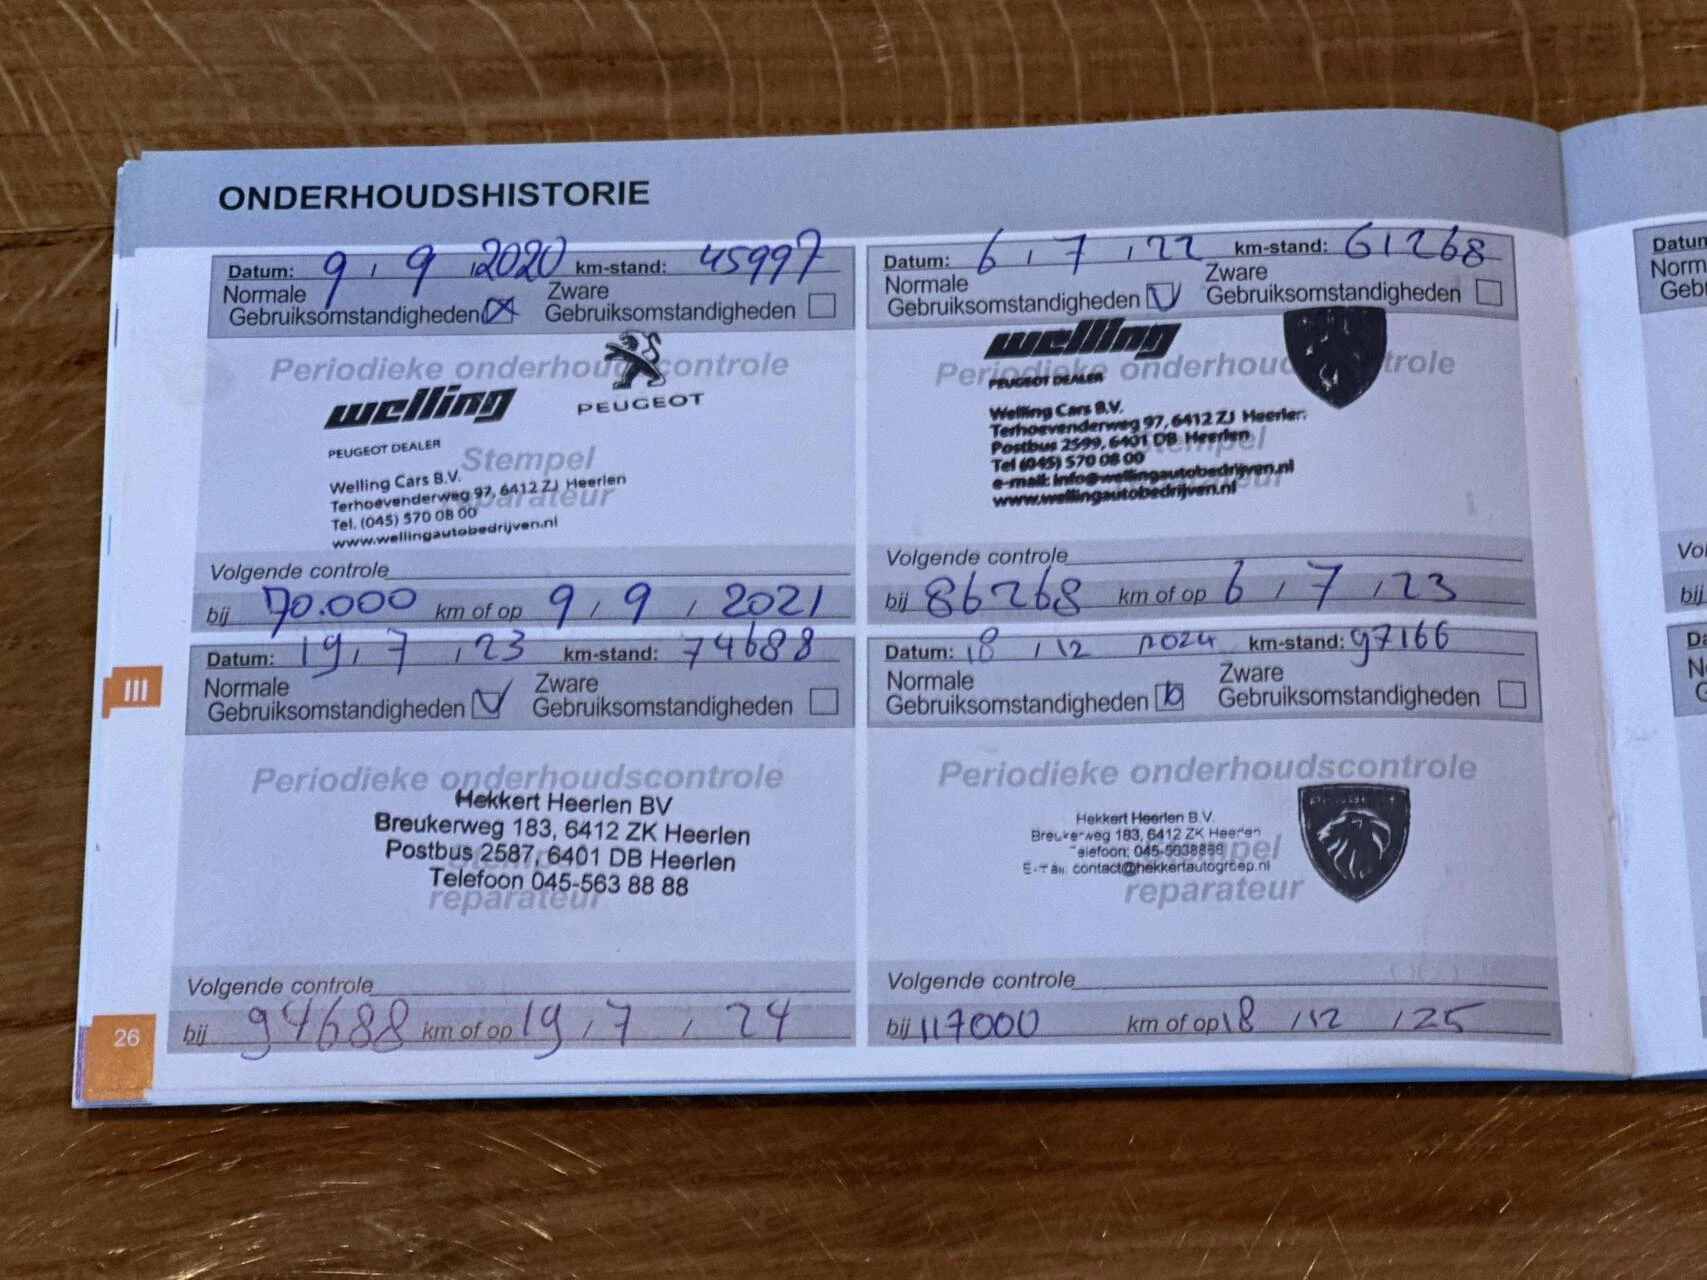 ONDERHOUDSHISTORIE
Datum: 9 / 9 / 2020 km-stand: 45997
Normale Zware
Gebruiksomstandigheden Gebruiksomstandigheden
Periodieke onderhoudscontrole
PEUGEOT
welling
PEUGEOT DEALER
Stempel
Welling Cars B.V.
Terhoevenderweg 97, 6412 ZJ Heerlen
reparateur
Tel. (045) 570 08 00
www.wellingautobedrijven.nl
Volgende controle
bij 70.000 km of op 9 / 9 / 2021
Datum: 6 / 7 / 22 km-stand: 61268
Normale Zware
Gebruiksomstandigheden Gebruiksomstandigheden
welling
Periodieke onderhoudscontrole
PEUGEOT DEALER
Welling Cars B.V.
Terhoevenderweg 97, 6412 ZJ Heerlen
Postbus 2599, 6401 DB Heerlen
Stempel
Tel (045) 570 08 00
e-mail: info@wellingautobedrijven.nl
reparateur
www.wellingautobedrijven.nl
Volgende controle
bij 86268 km of op 6 / 7 / 23
Datum: 19 / 7 / 23 km-stand: 74688
Normale Zware
Gebruiksomstandigheden Gebruiksomstandigheden
Periodieke onderhoudscontrole
Hekkert Heerlen BV
Breukerweg 183, 6412 ZK Heerlen
Postbus 2587, 6401 DB Heerlen
Telefoon 045-563 88 88
reparateur
Volgende controle
bij 94688 km of op 19 / 7 / 24
Datum: 18 / 12 2024 km-stand: 97166
Normale Zware
Gebruiksomstandigheden Gebruiksomstandigheden
Periodieke onderhoudscontrole
PEUGEOT
Hekkert Heerlen B.V.
Breukerweg 183, 6412 ZK Heerlen
Telefoon: 045-5638888
Stempel
E-mail: contact@hekkertautogroep.nl
reparateur
Volgende controle
bij 117000 km of op 18 / 12 / 25
III
26